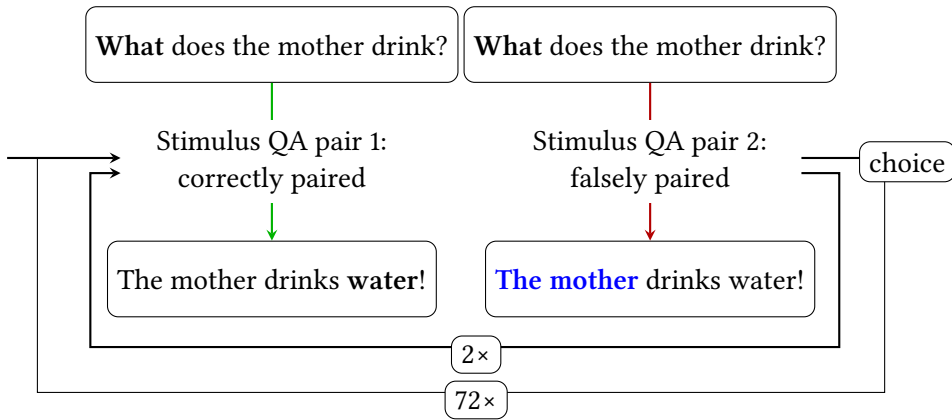 What does the mother drink?
What does the mother drink?
Stimulus QA pair 1:
correctly paired
Stimulus QA pair 2:
falsely paired
choice
The mother drinks water!
The mother drinks water!
2×
72×